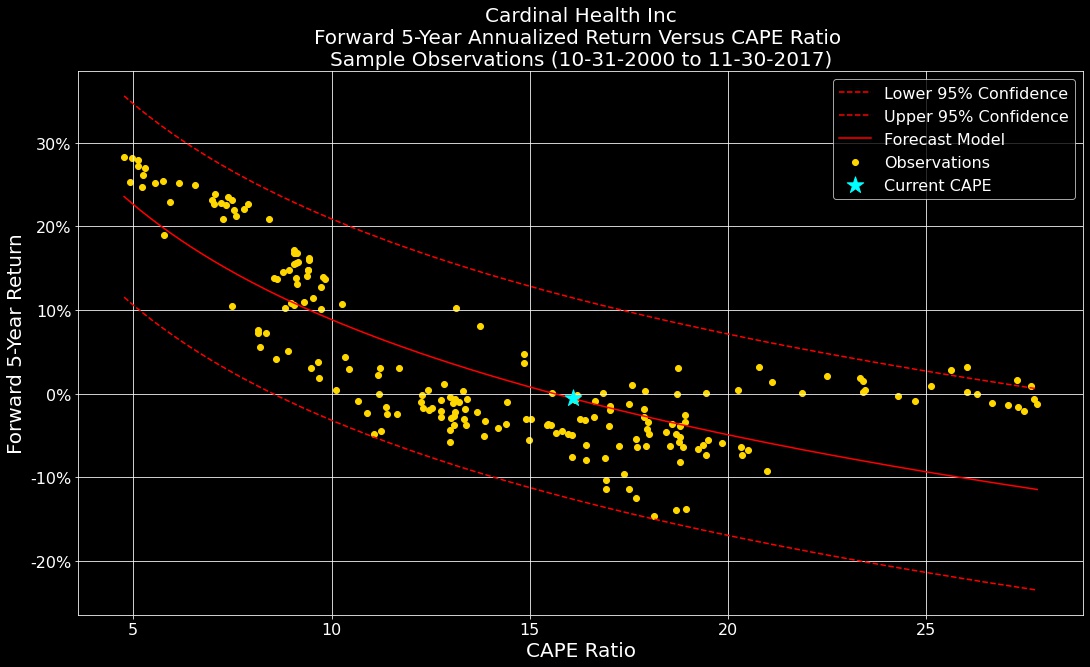 Cardinal Health Inc
Forward 5-Year Annualized Return Versus CAPE Ratio
Sample Observations (10-31-2000 to 11-30-2017)
Lower 95% Confidence
Upper 95% Confidence
Forecast Model
Observations
Current CAPE
Forward 5-Year Return
30%
20%
10%
0%
-10%
-20%
5
10
15
20
25
CAPE Ratio